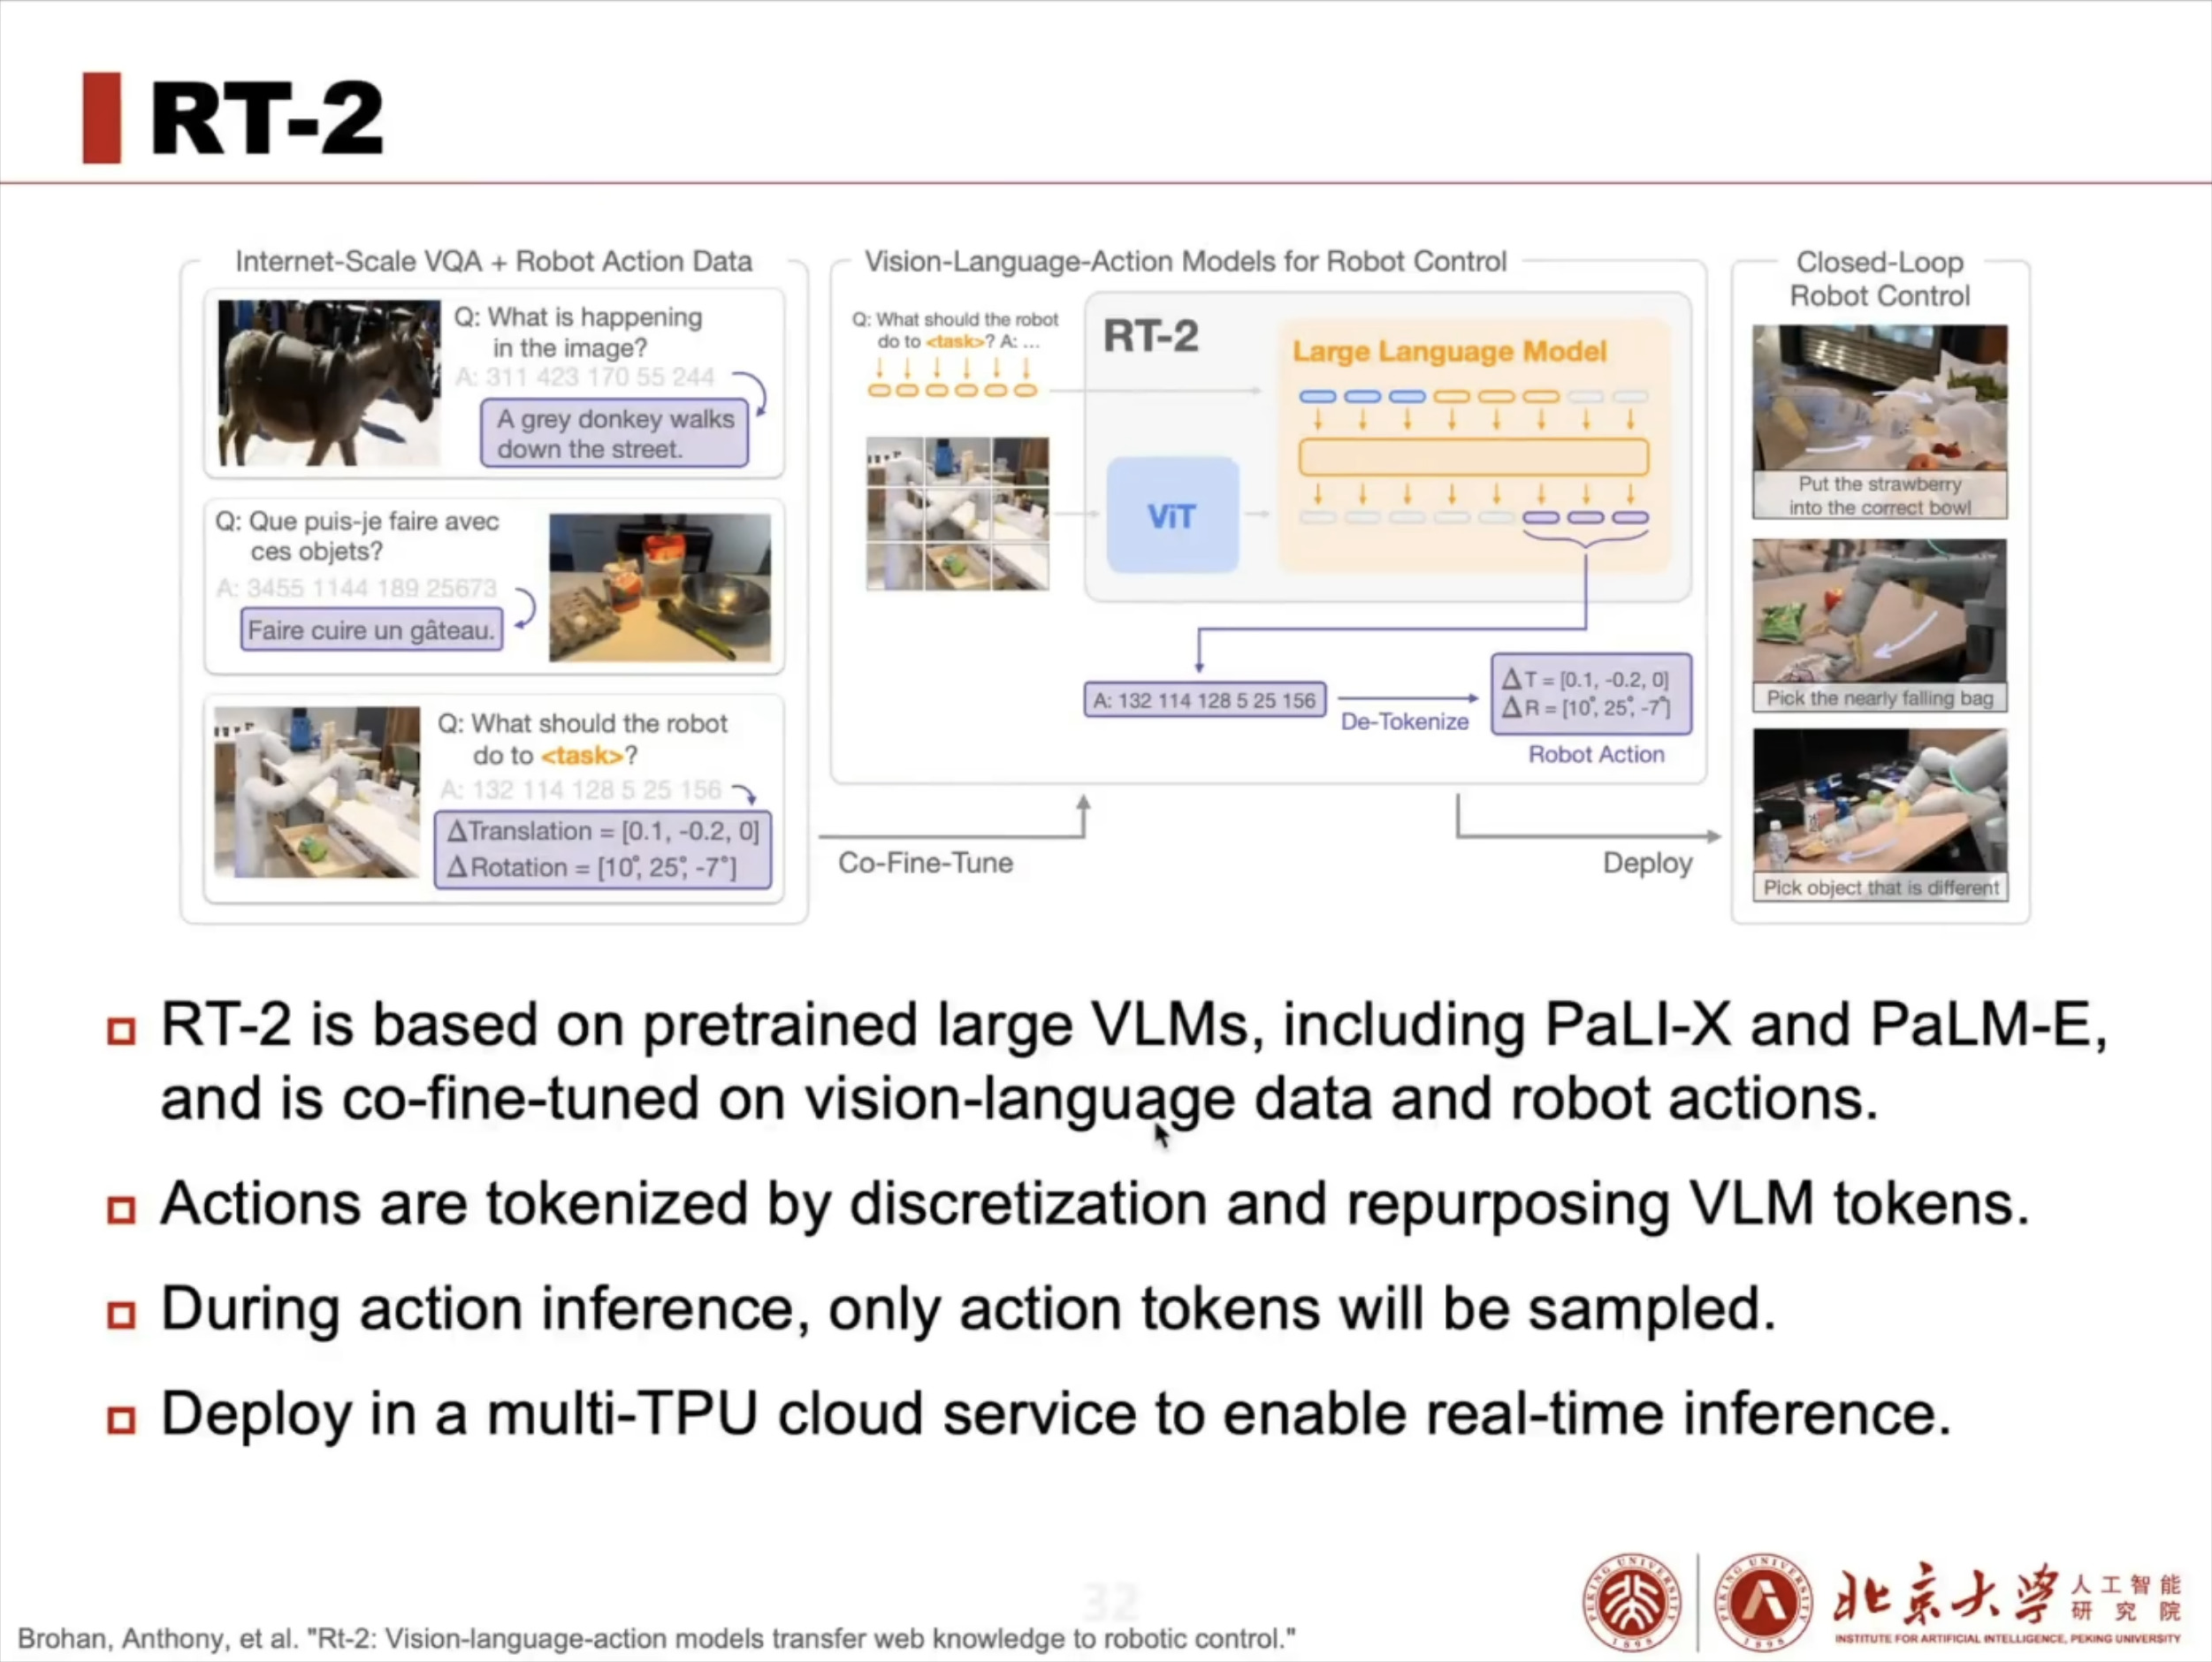 RT-2
Internet-Scale VQA + Robot Action Data
Q: What is happening
in the image?
A: 311 423 170 55 244
A grey donkey walks
down the street.
Q: Que puis-je faire avec
ces objets?
A: 3455 1144 189 25673
Faire cuire un gâteau.
Q: What should the robot
do to <task>?
A: 132 114 128 5 25 156
ΔTranslation = [0.1, -0.2, 0]
ΔRotation = [10°, 25°, -7°]
Co-Fine-Tune
Vision-Language-Action Models for Robot Control
Q: What should the robot
do to <task>? A: ...
RT-2
Large Language Model
ViT
A: 132 114 128 5 25 156
De-Tokenize
ΔT = [0.1, -0.2, 0]
ΔR = [10°, 25°, -7°]
Robot Action
Deploy
Closed-Loop
Robot Control
Put the strawberry
into the correct bowl
Pick the nearly falling bag
Pick object that is different
RT-2 is based on pretrained large VLMs, including PaLI-X and PaLM-E,
and is co-fine-tuned on vision-language data and robot actions.
Actions are tokenized by discretization and repurposing VLM tokens.
During action inference, only action tokens will be sampled.
Deploy in a multi-TPU cloud service to enable real-time inference.
32
Brohan, Anthony, et al. "Rt-2: Vision-language-action models transfer web knowledge to robotic control."
PEKING UNIVERSITY
1898
PEKING UNIVERSITY
1898
北京大学
人工智能
研究院
INSTITUTE FOR ARTIFICIAL INTELLIGENCE, PEKING UNIVERSITY